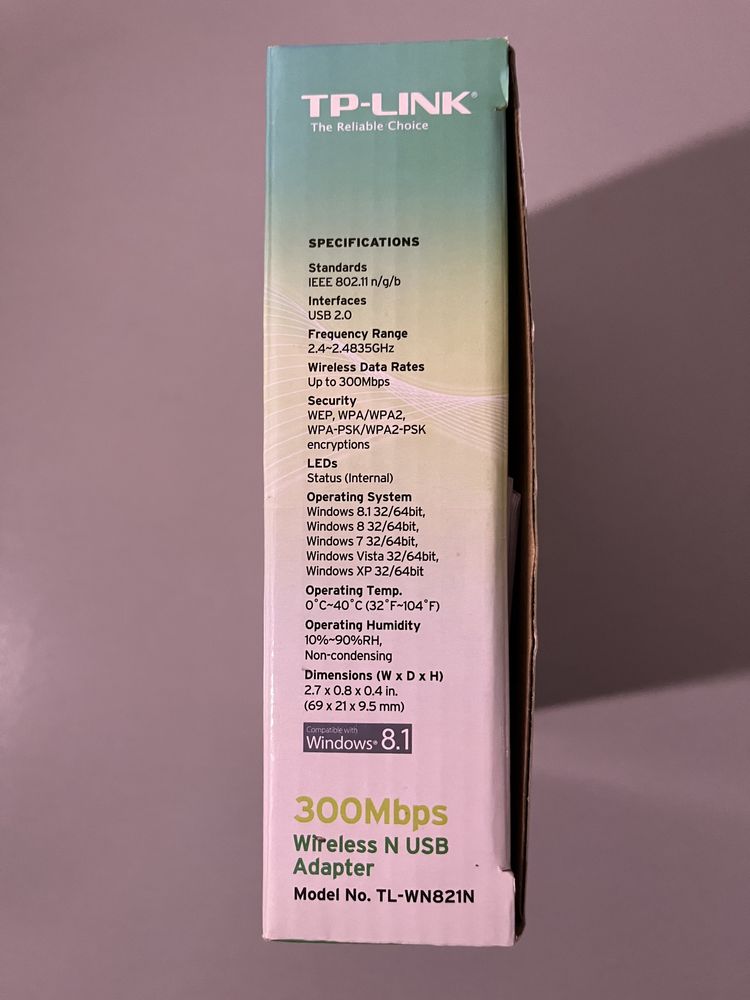 TP-LINK®
The Reliable Choice
SPECIFICATIONS
Standards
IEEE 802.11 n/g/b
Interfaces
USB 2.0
Frequency Range
2.4~2.4835GHz
Wireless Data Rates
Up to 300Mbps
Security
WEP, WPA/WPA2,
WPA-PSK/WPA2-PSK
encryptions
LEDs
Status (Internal)
Operating System
Windows 8.1 32/64bit,
Windows 8 32/64bit,
Windows 7 32/64bit,
Windows Vista 32/64bit,
Windows XP 32/64bit
Operating Temp.
0˚C~40˚C (32˚F~104˚F)
Operating Humidity
10%~90%RH,
Non-condensing
Dimensions (W x D x H)
2.7 x 0.8 x 0.4 in.
(69 x 21 x 9.5 mm)
Compatible with
Windows® 8.1
300Mbps
Wireless N USB
Adapter
Model No. TL-WN821N